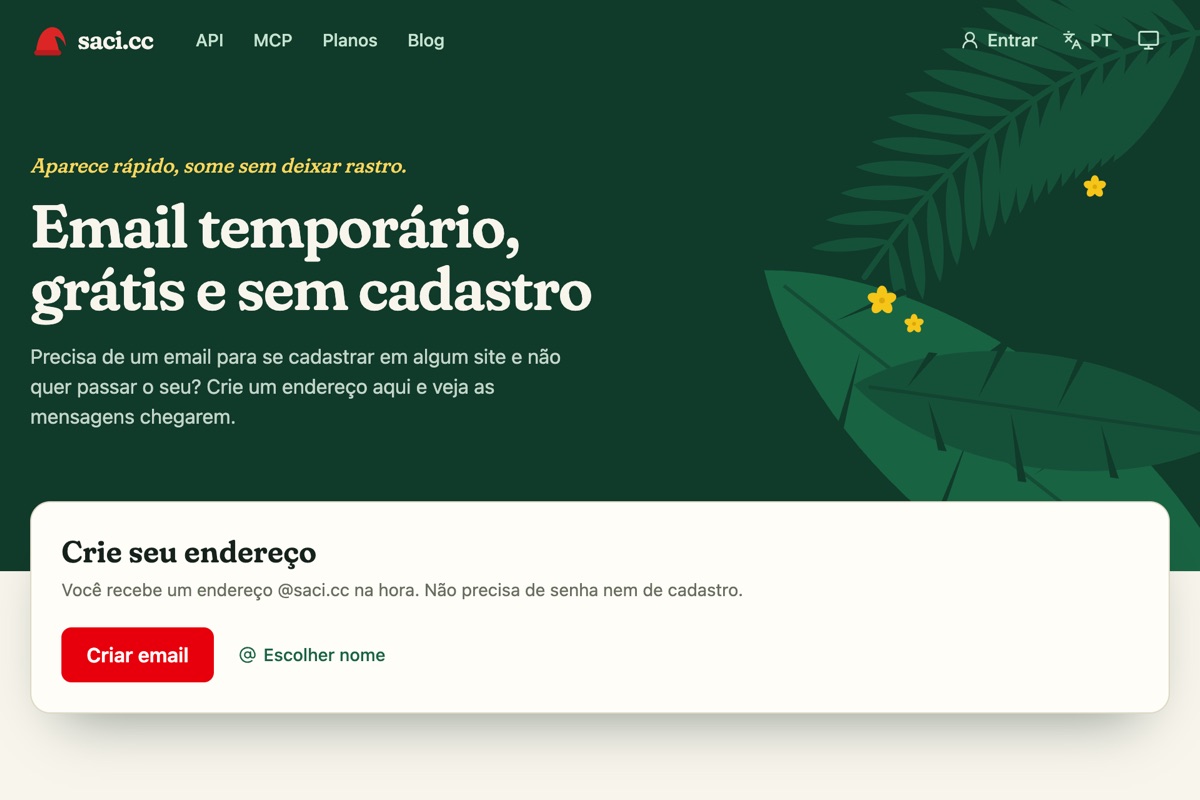 saci.cc
API
MCP
Planos
Blog
Entrar
PT
Aparece rápido, some sem deixar rastro.
Email temporário,
grátis e sem cadastro
Precisa de um email para se cadastrar em algum site e não
quer passar o seu? Crie um endereço aqui e veja as
mensagens chegarem.
Crie seu endereço
Você recebe um endereço @saci.cc na hora. Não precisa de senha nem de cadastro.
Criar email
Escolher nome